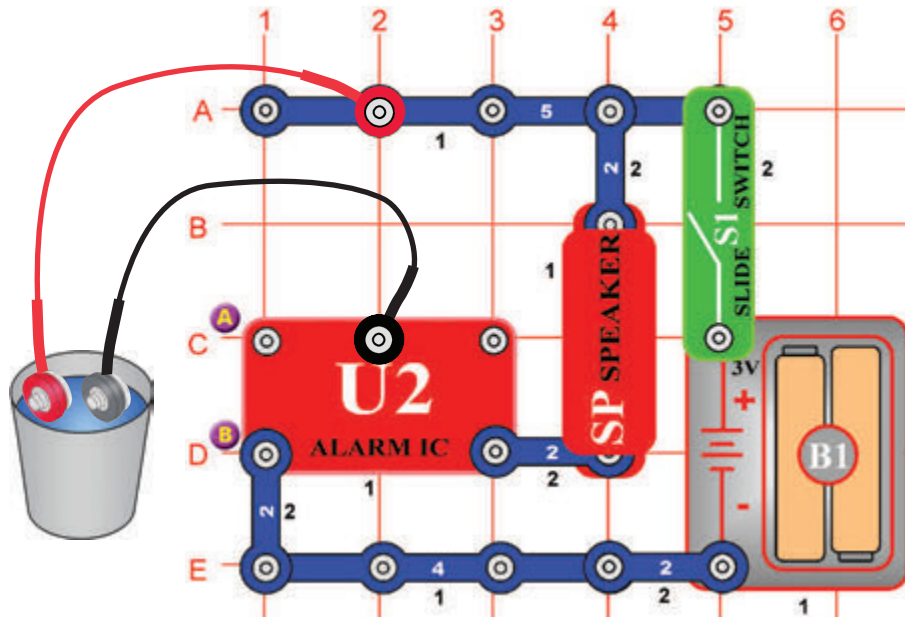 1 2 3 4 5 6
A 5
1
2 2
2
SLIDE SWITCH
S1
B
1
SP SPEAKER
A
C
3V
+
U2
B
D
ALARM IC
2
2
1
B1
-
2 2
E 4 2
1 2 1